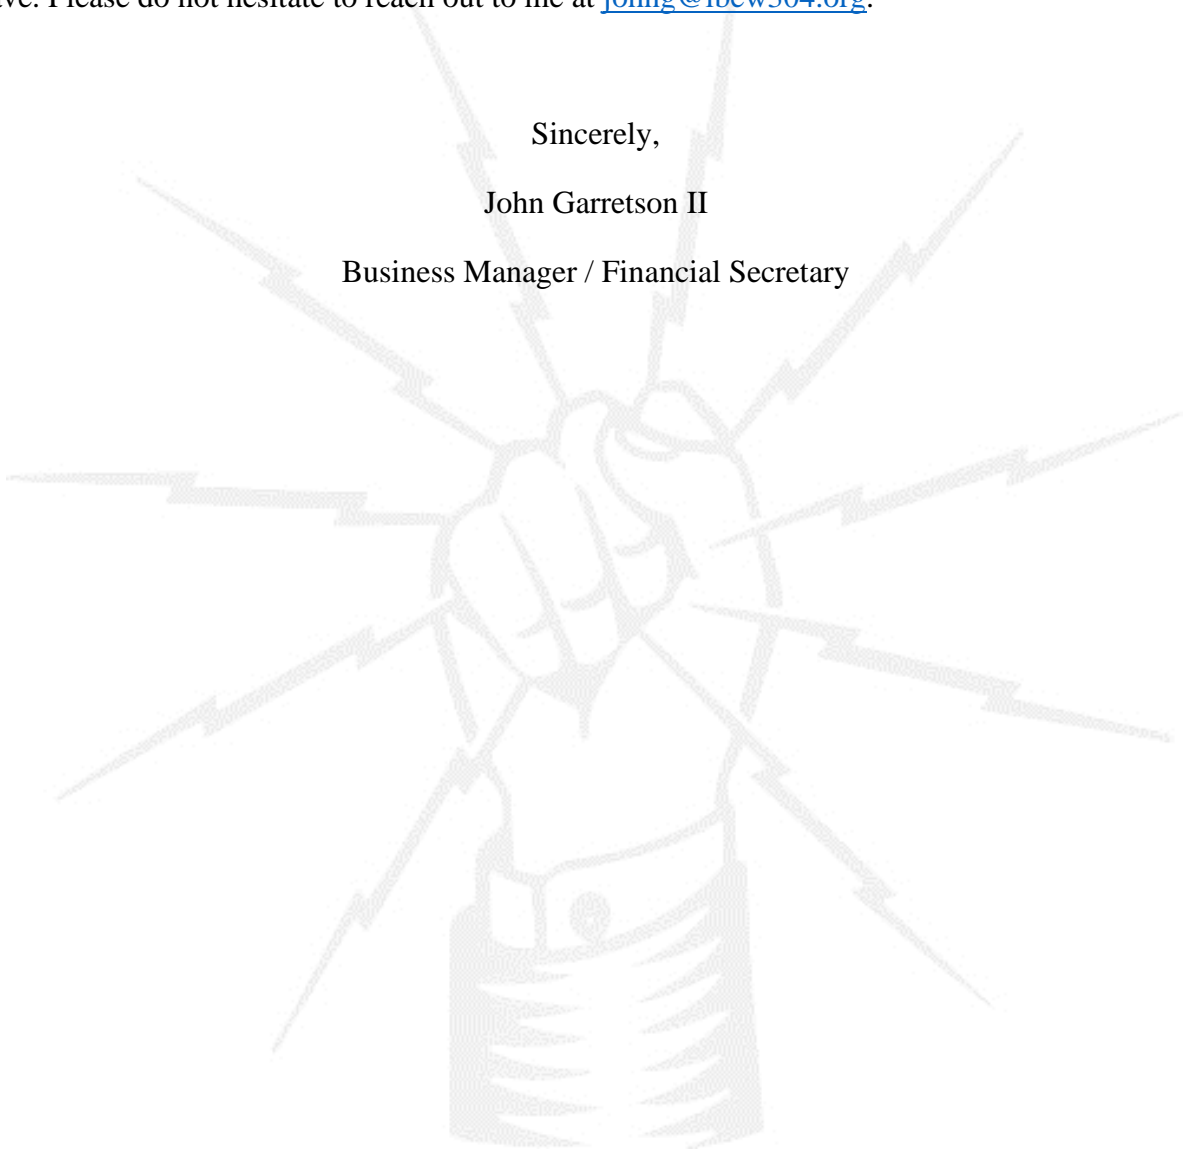 Please do not hesitate to reach out to me at johng@ibew304.org.
Sincerely,
John Garretson II
Business Manager / Financial Secretary